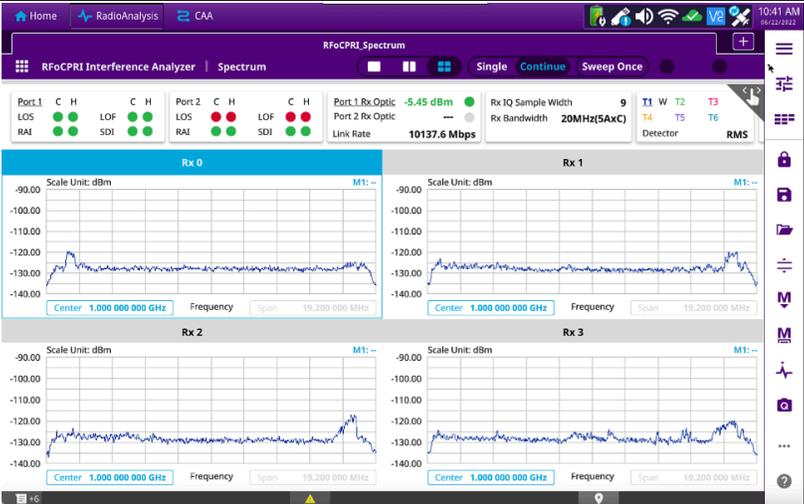 Home RadioAnalysis CAA 10:41 AM
06/22/2022
RFoCPRI_Spectrum
RFoCPRI Interference Analyzer | Spectrum Single Continue Sweep Once
Port 1 C H C H
LOS LOF
RAI SDI
Port 2 C H C H
LOS LOF
RAI SDI
Port 1 Rx Optic -5.45 dBm
Port 2 Rx Optic ---
Link Rate 10137.6 Mbps
Rx IQ Sample Width 9
Rx Bandwidth 20MHz(5AxC)
T1 W T2 T3
T4 T5 T6
Detector RMS
Rx 0
Scale Unit: dBm M1: --
-90.00
-100.00
-110.00
-120.00
-130.00
-140.00
Center 1.000 000 000 GHz Frequency Span 19.200 000 MHz
Rx 1
Scale Unit: dBm M1: --
-90.00
-100.00
-110.00
-120.00
-130.00
-140.00
Center 1.000 000 000 GHz Frequency Span 19.200 000 MHz
Rx 2
Scale Unit: dBm M1: --
-90.00
-100.00
-110.00
-120.00
-130.00
-140.00
Center 1.000 000 000 GHz Frequency Span 19.200 000 MHz
Rx 3
Scale Unit: dBm M1: --
-90.00
-100.00
-110.00
-120.00
-130.00
-140.00
Center 1.000 000 000 GHz Frequency Span 19.200 000 MHz
M
M
+6